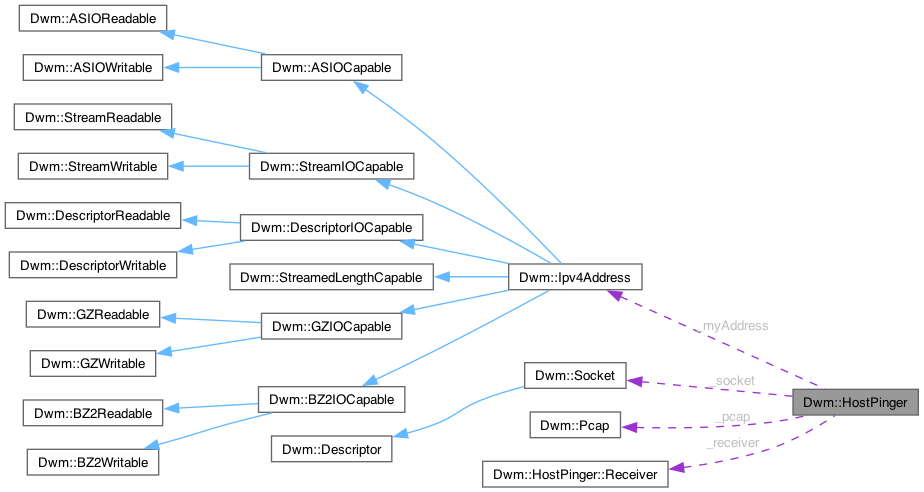 Dwm::ASIOReadable
Dwm::ASIOWritable
Dwm::ASIOCapable
Dwm::StreamReadable
Dwm::StreamWritable
Dwm::StreamIOCapable
Dwm::DescriptorReadable
Dwm::DescriptorIOCapable
Dwm::DescriptorWritable
Dwm::StreamedLengthCapable
Dwm::Ipv4Address
Dwm::GZReadable
Dwm::GZIOCapable
_myAddress
Dwm::GZWritable
Dwm::Socket
_socket
Dwm::BZ2IOCapable
Dwm::HostPinger
Dwm::BZ2Readable
_pcap
Dwm::Pcap
_receiver
Dwm::Descriptor
Dwm::BZ2Writable
Dwm::HostPinger::Receiver